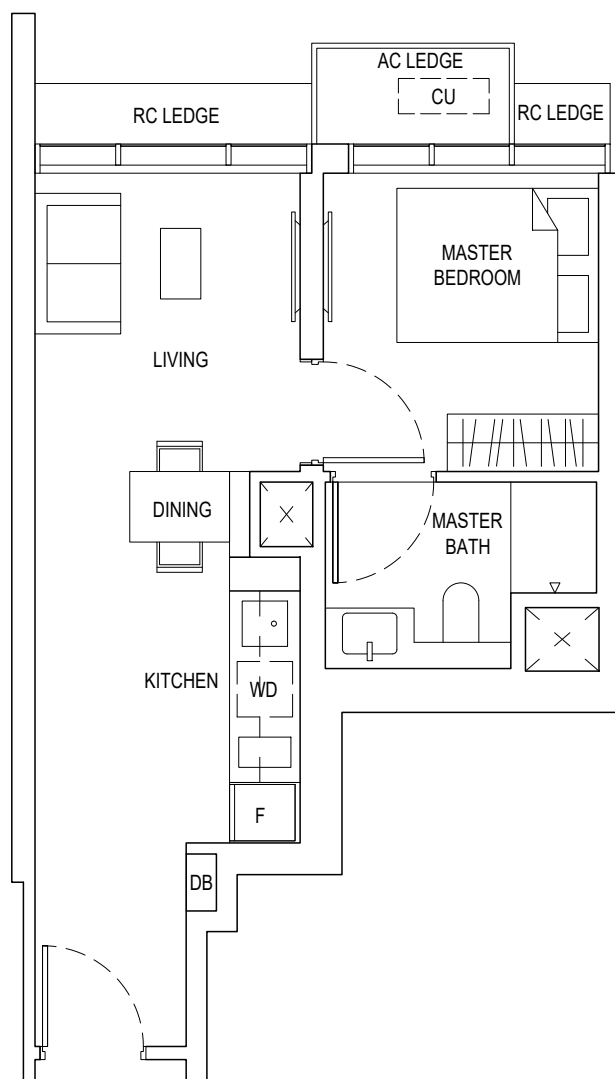 AC LEDGE
CU
RC LEDGE
RC LEDGE
MASTER
BEDROOM
LIVING
DINING
MASTER
BATH
KITCHEN
WD
F
DB